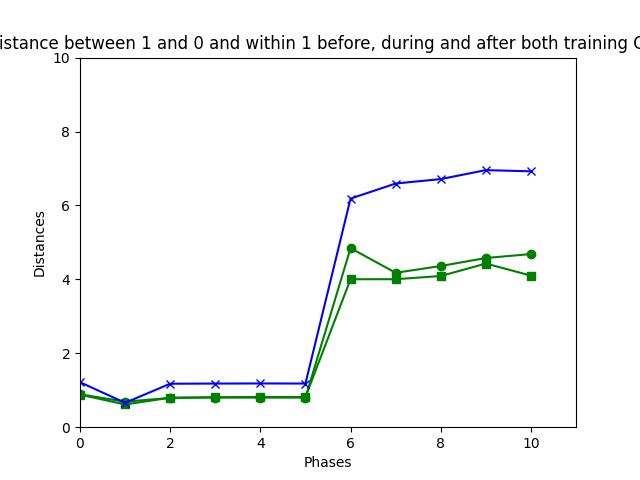 istance between 1 and 0 and within 1 before, during and after both training
10
8
6
4
2
0
Distances
0 2 4 6 8 10
Phases